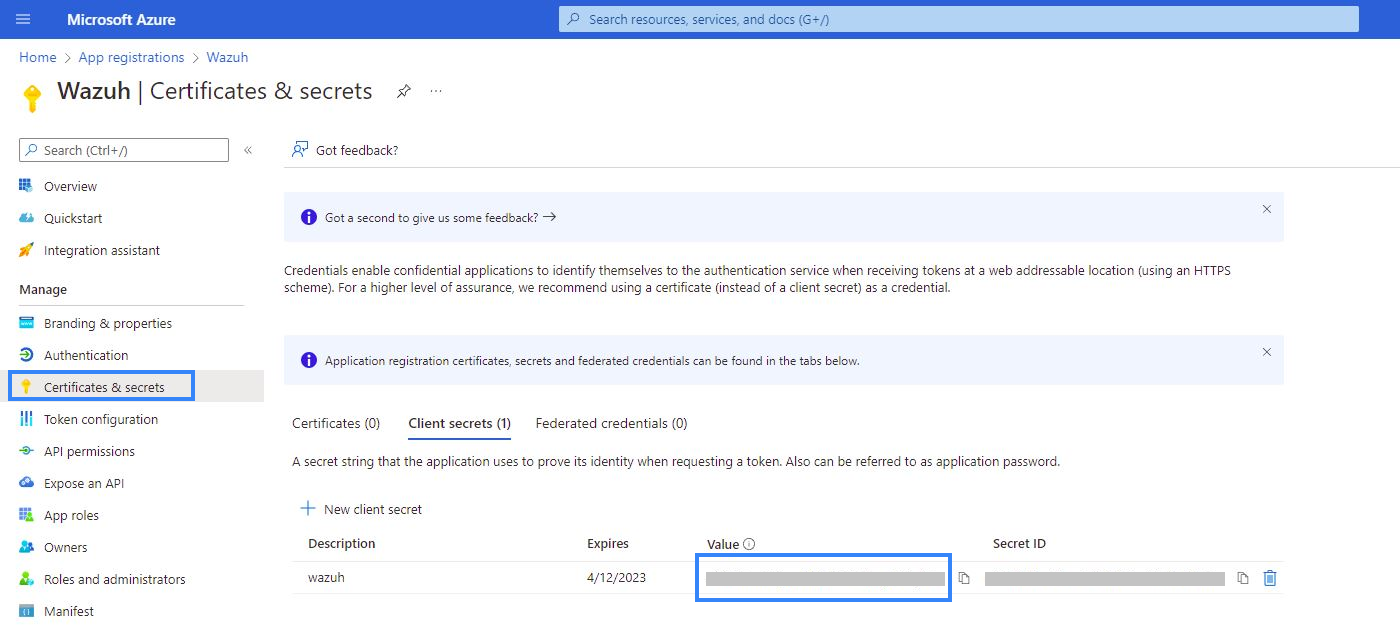 Microsoft Azure
Search resources, services, and docs (G+/)
Home > App registrations > Wazuh
Wazuh | Certificates & secrets
...
Search (Ctrl+/)
«
Got feedback?
Overview
Quickstart
Integration assistant
Manage
Branding & properties
Authentication
Certificates & secrets
Token configuration
API permissions
Expose an API
App roles
Owners
Roles and administrators
Manifest
Got a second to give us some feedback? →
Credentials enable confidential applications to identify themselves to the authentication service when receiving tokens at a web addressable location (using an HTTPS
scheme). For a higher level of assurance, we recommend using a certificate (instead of a client secret) as a credential.
Application registration certificates, secrets and federated credentials can be found in the tabs below.
Certificates (0) Client secrets (1) Federated credentials (0)
A secret string that the application uses to prove its identity when requesting a token. Also can be referred to as application password.
+ New client secret
Description Expires Value Secret ID
wazuh 4/12/2023